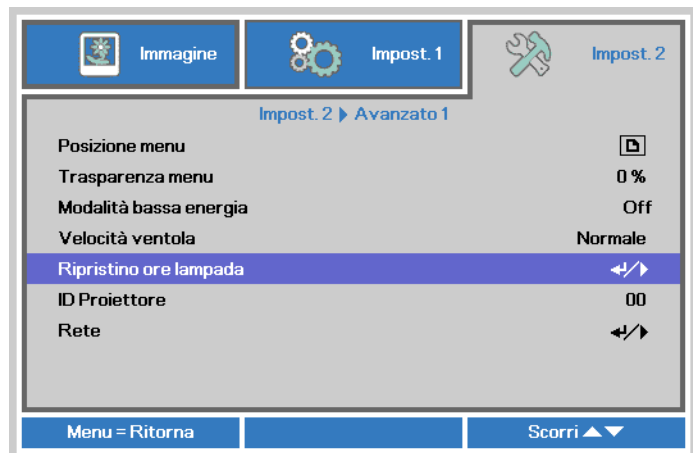 Immagine
Impost. 1
Impost. 2
Impost. 2 Avanzato 1
Posizione menu
Trasparenza menu 0 %
Modalità bassa energia Off
Velocità ventola Normale
Ripristino ore lampada
ID Proiettore 00
Rete
Menu = Ritorna Scorri